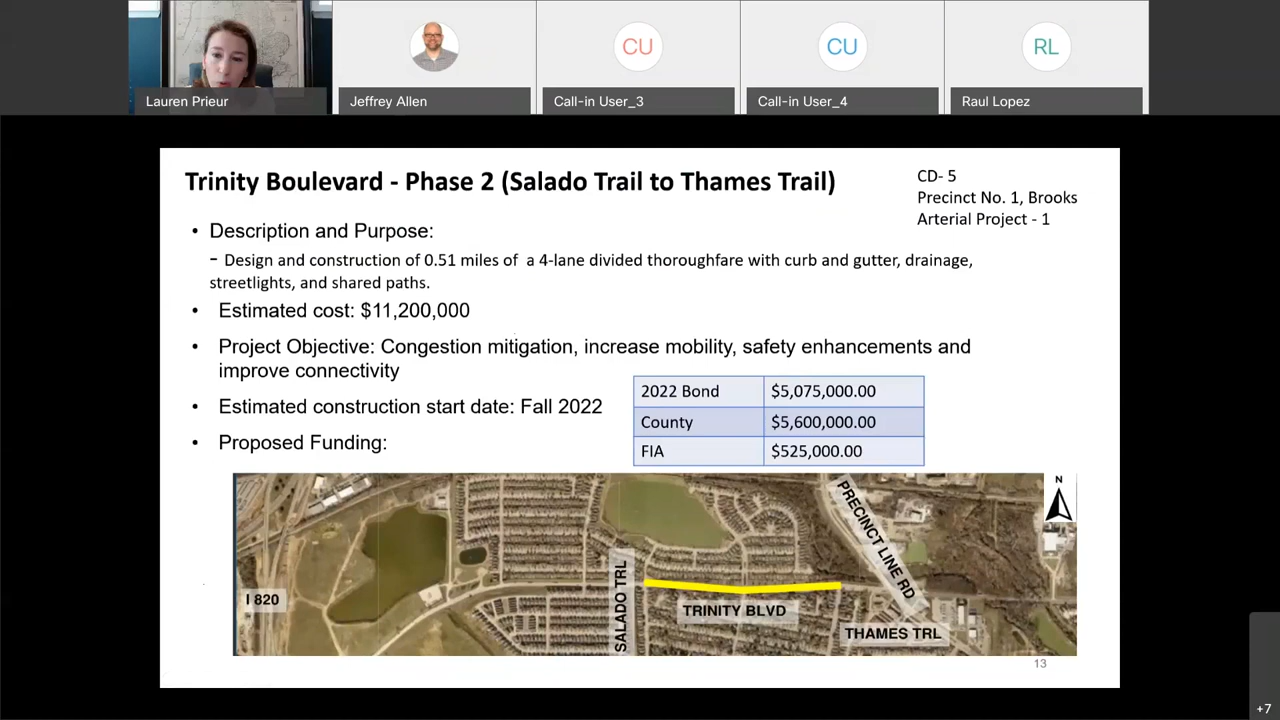 CU
CU
RL
Lauren Prieur
Jeffrey Allen
Call-in User_3
Call-in User_4
Raul Lopez
Trinity Boulevard - Phase 2 (Salado Trail to Thames Trail)
CD- 5
Precinct No. 1, Brooks
Arterial Project - 1
• Description and Purpose:
– Design and construction of 0.51 miles of a 4-lane divided thoroughfare with curb and gutter, drainage,
streetlights, and shared paths.
• Estimated cost: $11,200,000
• Project Objective: Congestion mitigation, increase mobility, safety enhancements and
improve connectivity
• Estimated construction start date: Fall 2022
• Proposed Funding:
2022 Bond $5,075,000.00
County $5,600,000.00
FIA $525,000.00
N
PRECINCT LINE RD
SALADO TRL
I 820
TRINITY BLVD
THAMES TRL
13
+7